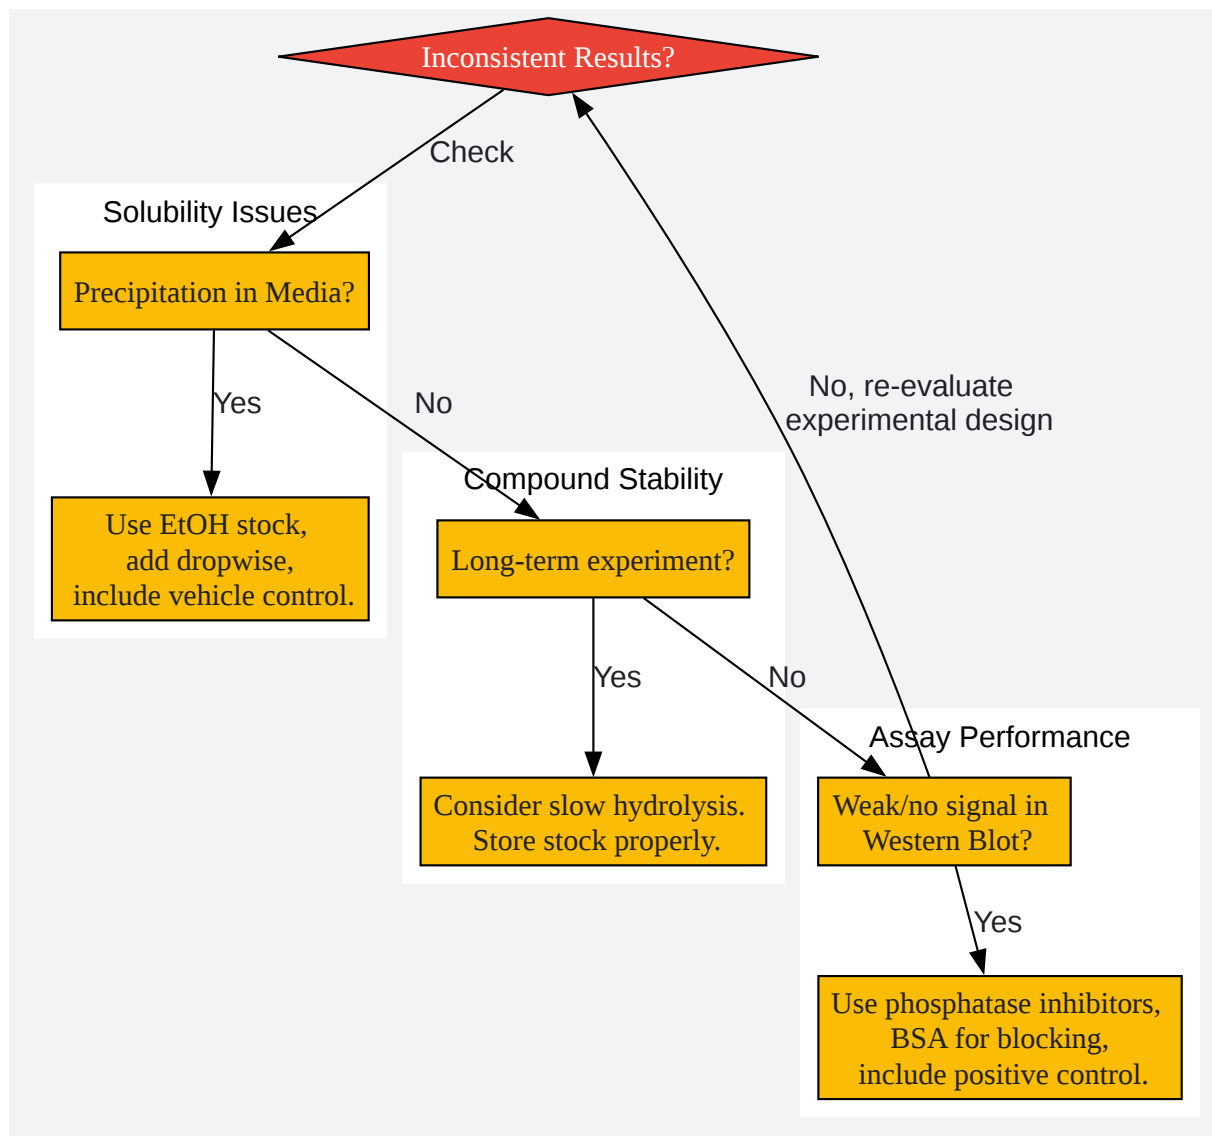 Inconsistent Results?
Check
Solubility Issues
Precipitation in Media?
Yes
No
Use EtOH stock,
add dropwise,
include vehicle control.
No, re-evaluate
experimental design
Compound Stability
Long-term experiment?
Yes
No
Consider slow hydrolysis.
Store stock properly.
Assay Performance
Weak/no signal in
Western Blot?
Yes
Use phosphatase inhibitors,
BSA for blocking,
include positive control.